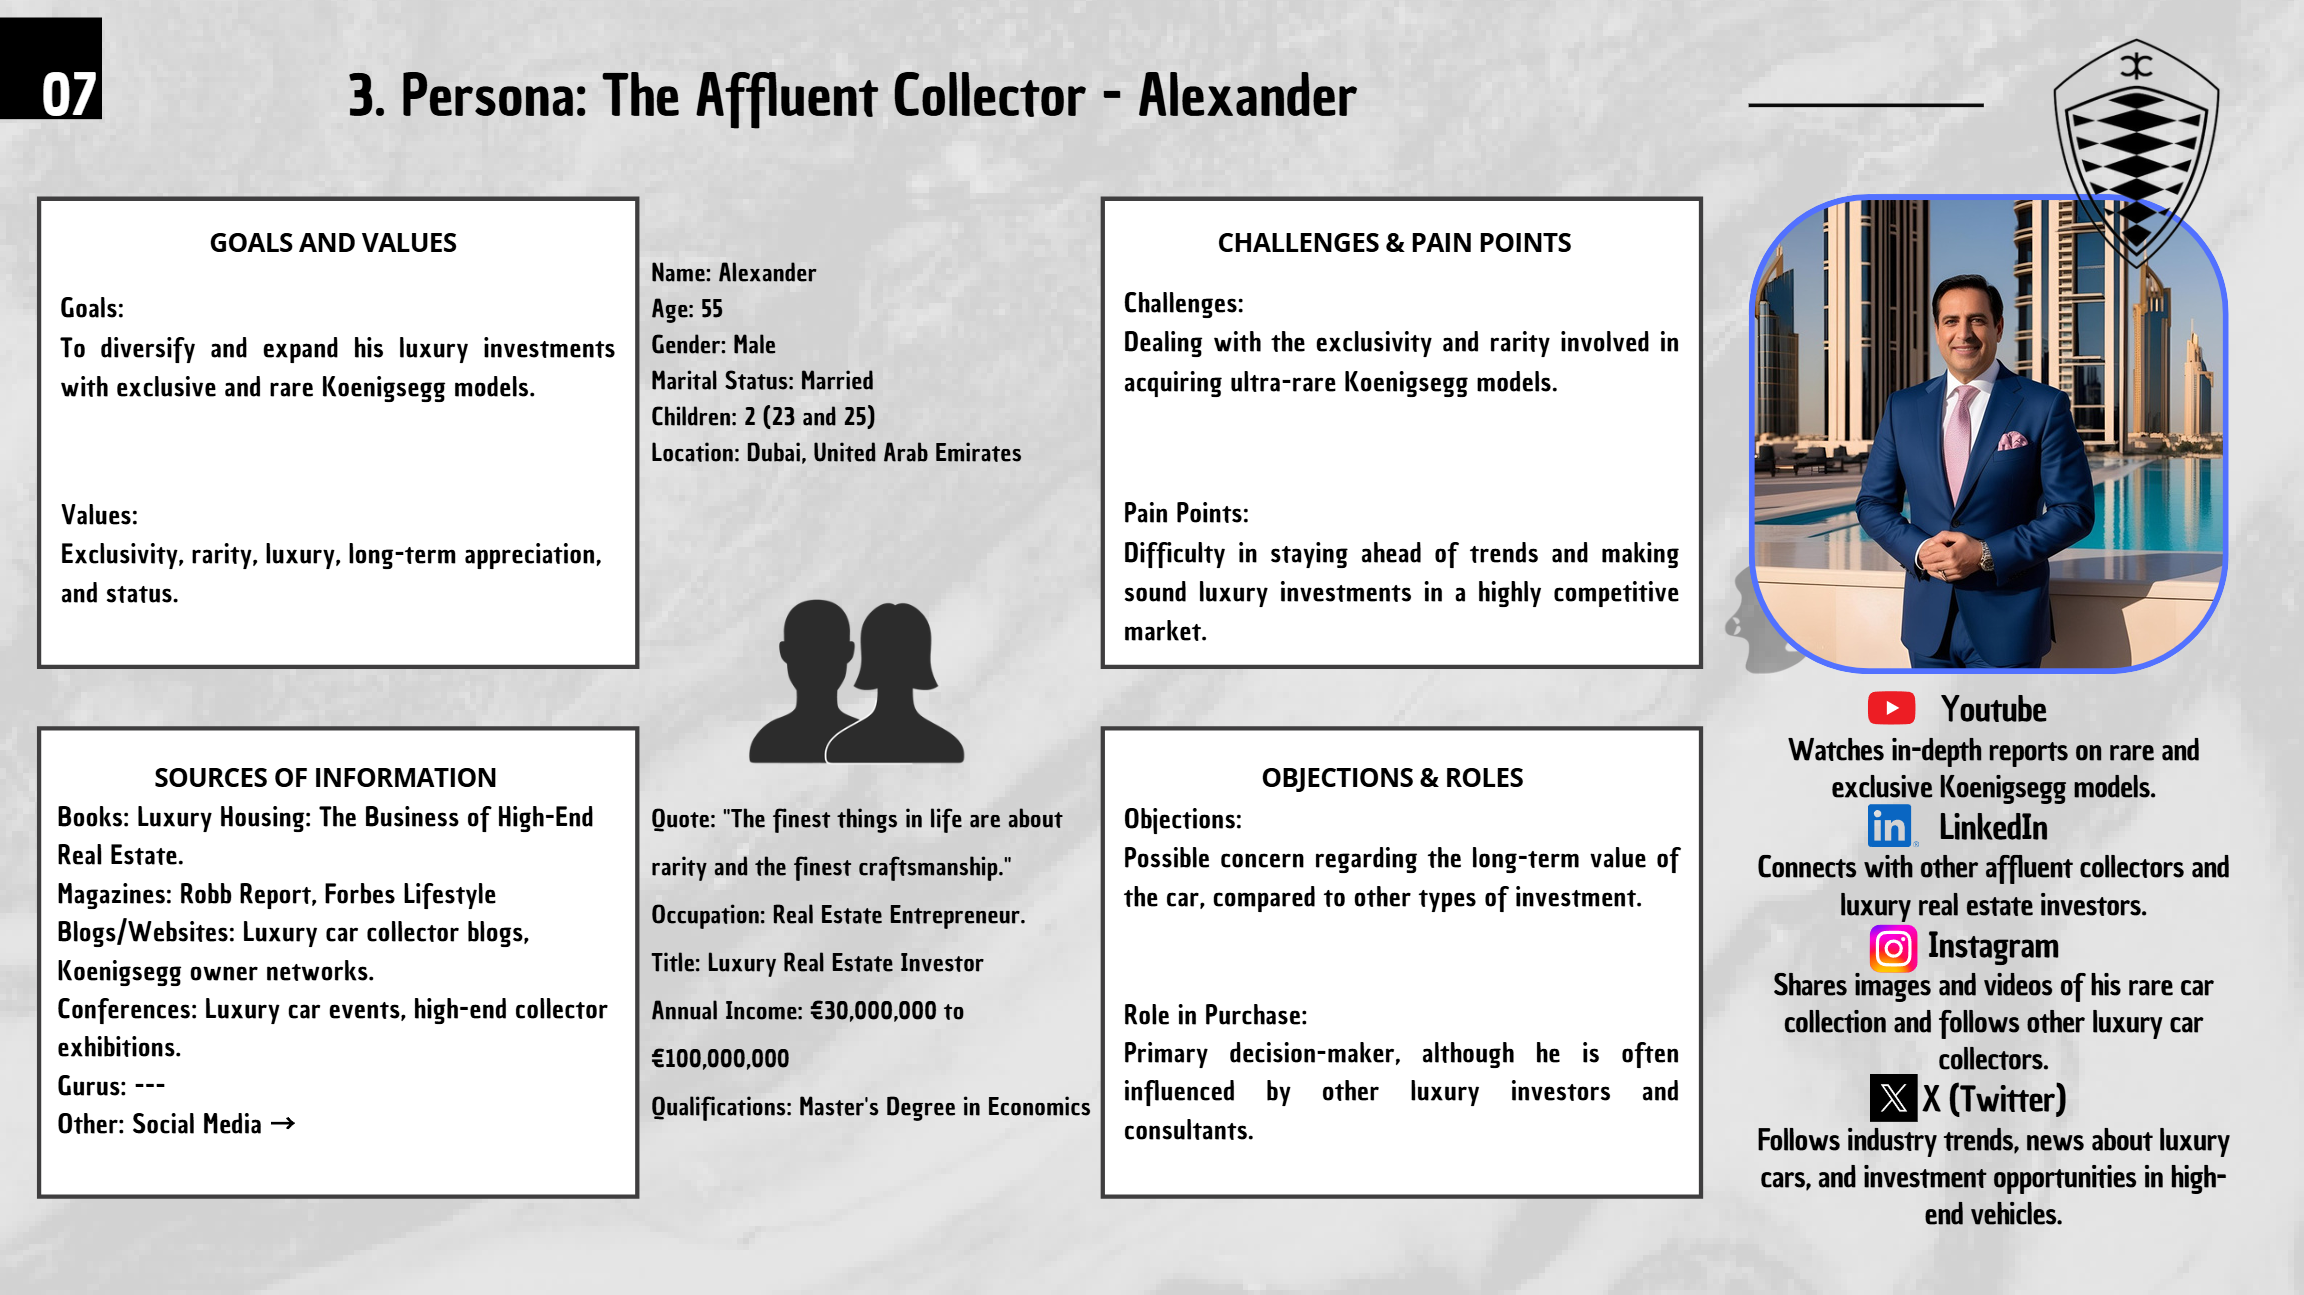 07
3. Persona: The Affluent Collector - Alexander
GOALS AND VALUES
Goals:
To diversify and expand his luxury investments
with exclusive and rare Koenigsegg models.
Values:
Exclusivity, rarity, luxury, long-term appreciation,
and status.
Name: Alexander
Age: 55
Gender: Male
Marital Status: Married
Children: 2 (23 and 25)
Location: Dubai, United Arab Emirates
CHALLENGES & PAIN POINTS
Challenges:
Dealing with the exclusivity and rarity involved in
acquiring ultra-rare Koenigsegg models.
Pain Points:
Difficulty in staying ahead of trends and making
sound luxury investments in a highly competitive
market.
SOURCES OF INFORMATION
Books: Luxury Housing: The Business of High-End
Real Estate.
Magazines: Robb Report, Forbes Lifestyle
Blogs/Websites: Luxury car collector blogs,
Koenigsegg owner networks.
Conferences: Luxury car events, high-end collector
exhibitions.
Gurus: ---
Other: Social Media →
Quote: "The finest things in life are about
rarity and the finest craftsmanship."
Occupation: Real Estate Entrepreneur.
Title: Luxury Real Estate Investor
Annual Income: €30,000,000 to
€100,000,000
Qualifications: Master's Degree in Economics
OBJECTIONS & ROLES
Objections:
Possible concern regarding the long-term value of
the car, compared to other types of investment.
Role in Purchase:
Primary decision-maker, although he is often
influenced by other luxury investors and
consultants.
Youtube
Watches in-depth reports on rare and
exclusive Koenigsegg models.
in LinkedIn
Connects with other affluent collectors and
luxury real estate investors.
Instagram
Shares images and videos of his rare car
collection and follows other luxury car
collectors.
X X (Twitter)
Follows industry trends, news about luxury
cars, and investment opportunities in high-
end vehicles.